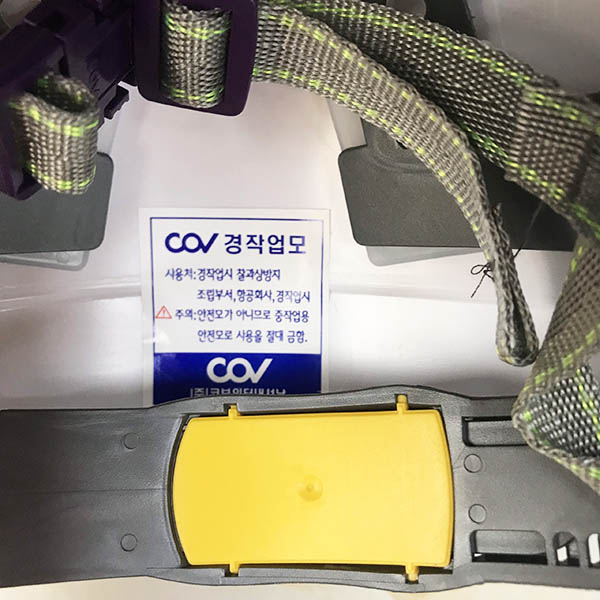 COV 경작업모
사용처:경작업시 찰과상방지
조립부서,항공회사,경작업시
주의:안전모가 아니므로 중작업용
안전모로 사용을 절대 금함.
COV